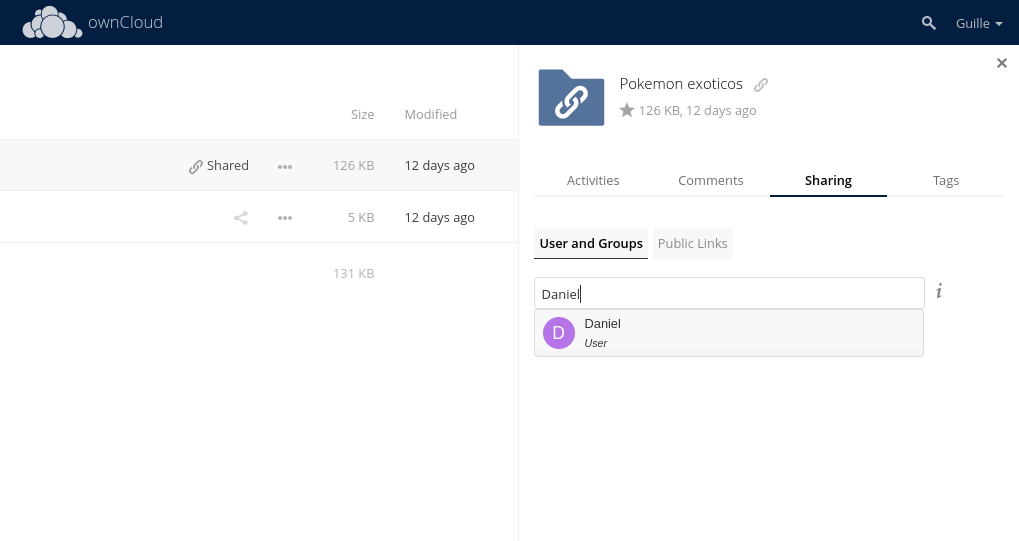 ownCloud
Guille
Size Modified
Shared ••• 126 KB 12 days ago
••• 5 KB 12 days ago
131 KB
Pokemon exoticos
126 KB, 12 days ago
Activities Comments Sharing Tags
User and Groups Public Links
Daniel
i
D
Daniel
User